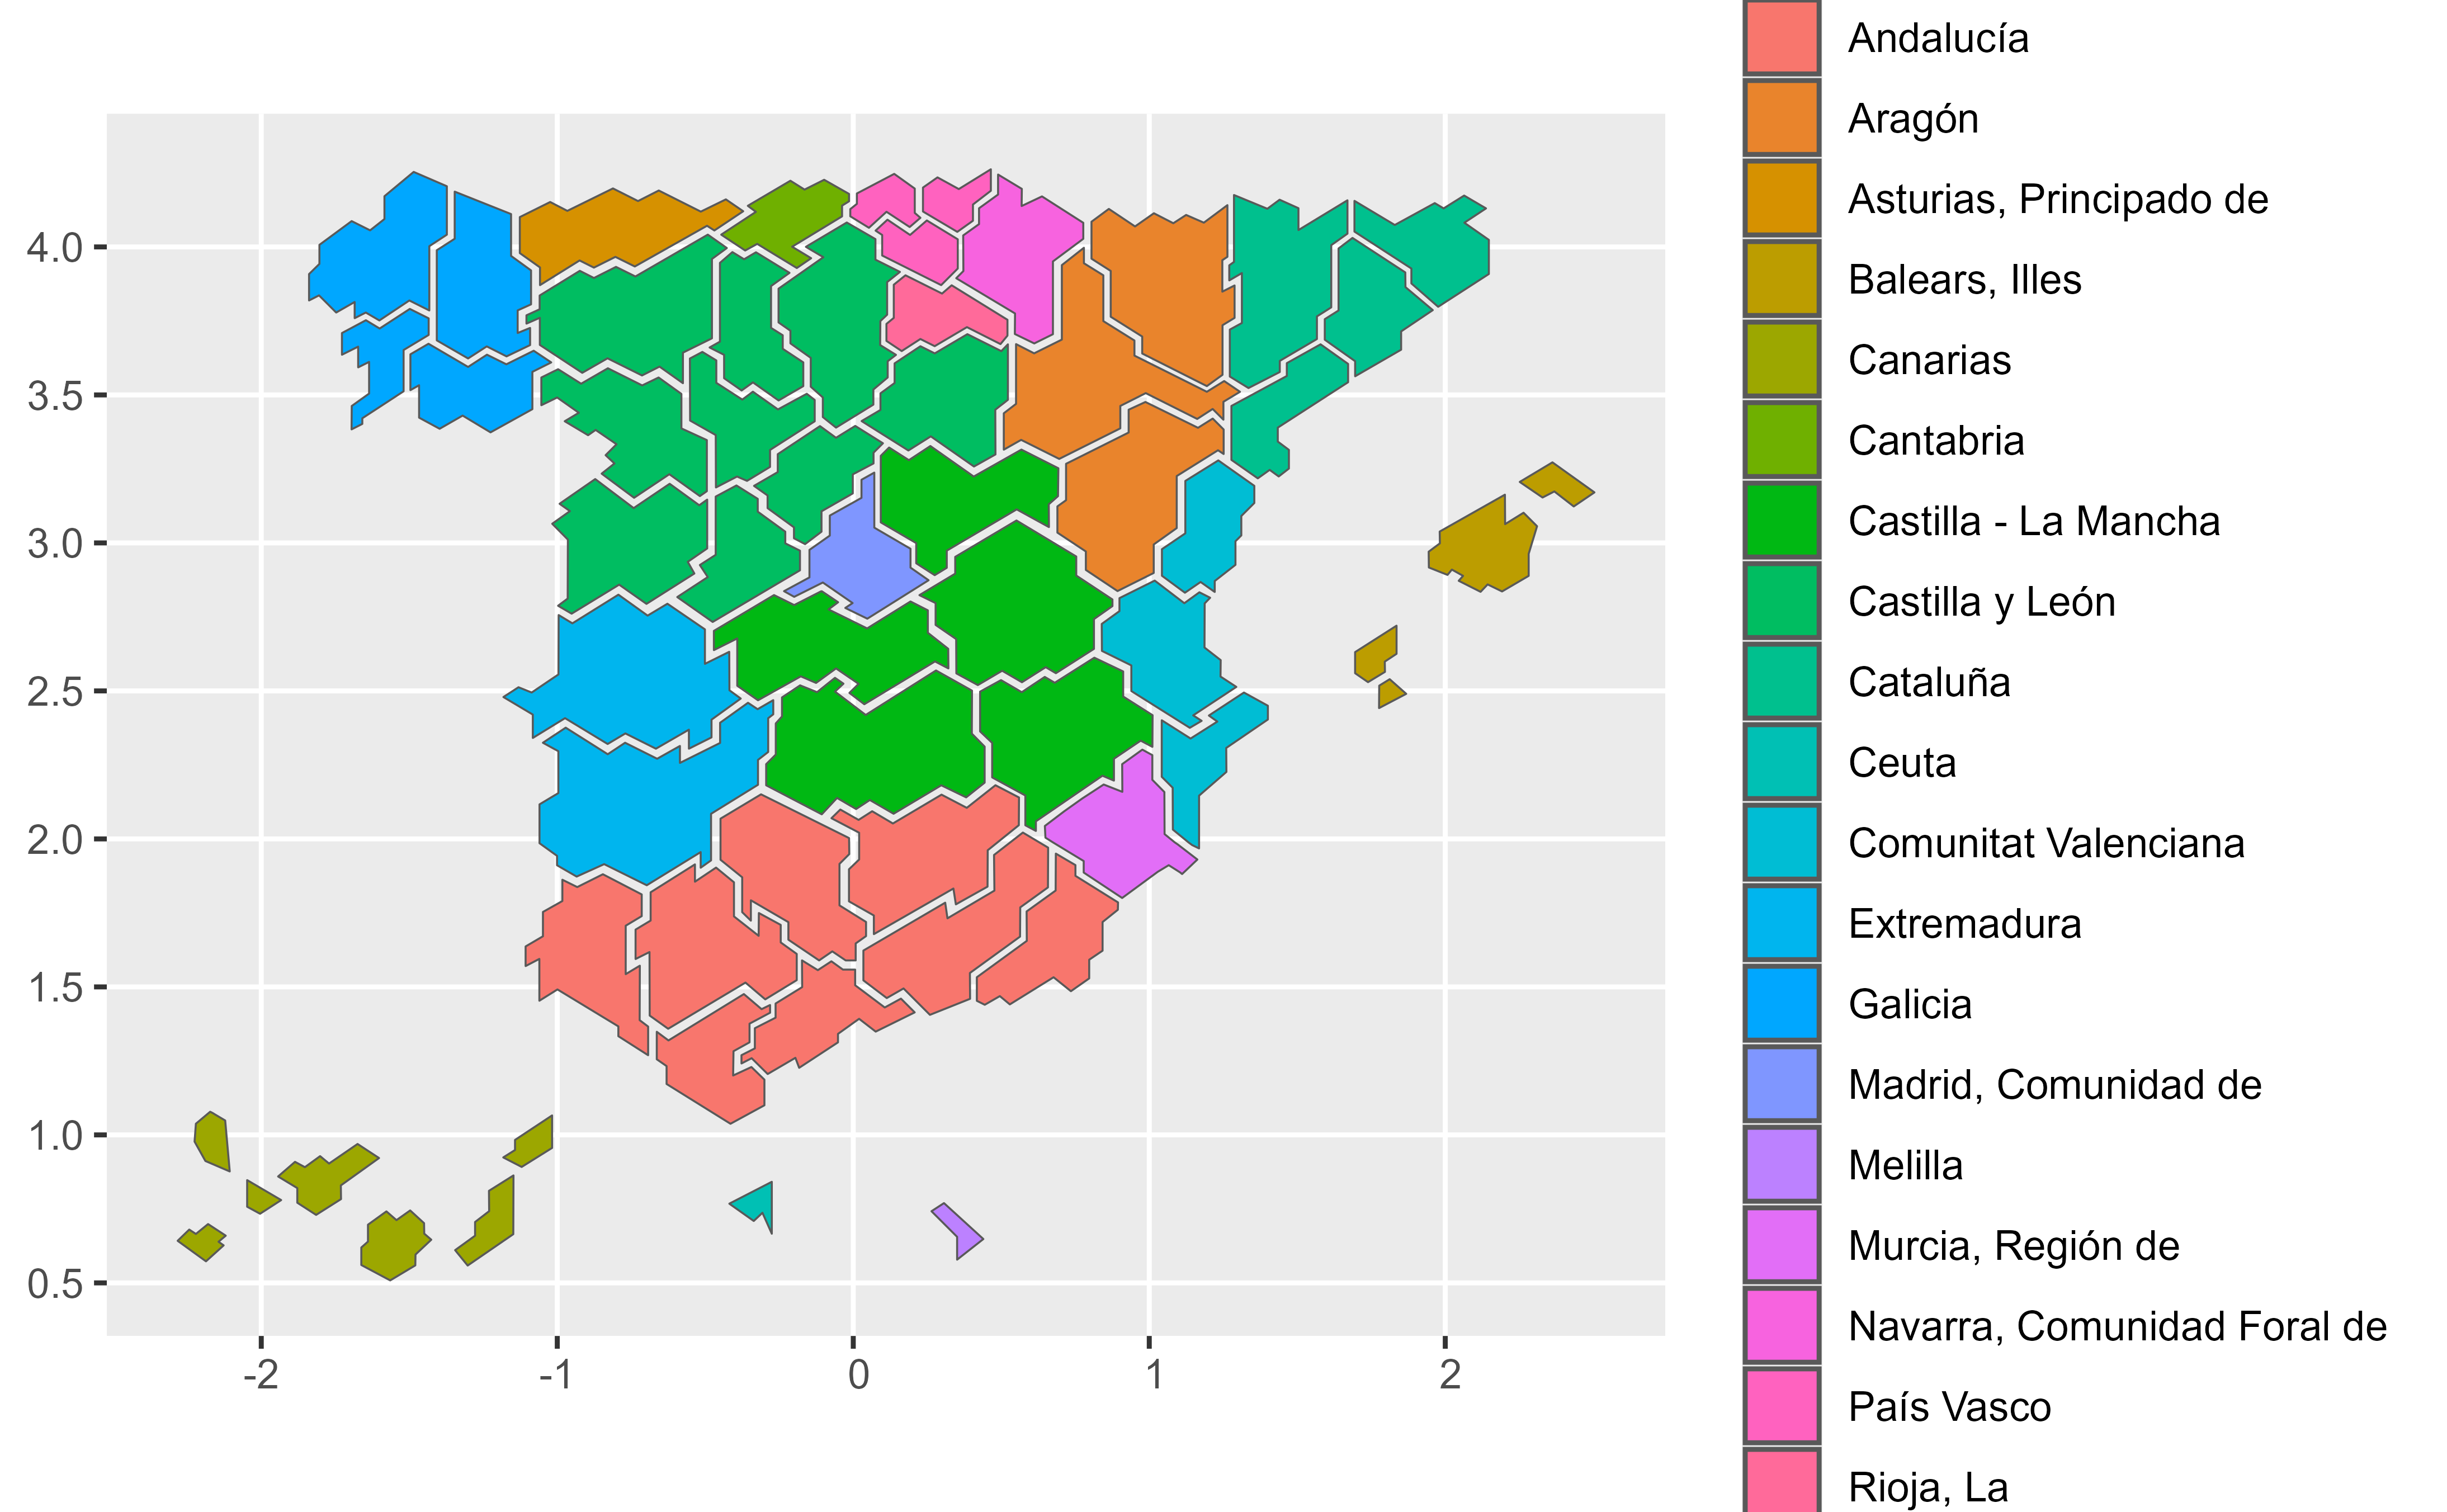 Andalucía
Aragón
Asturias, Principado de
Balears, Illes
Canarias
Cantabria
Castilla - La Mancha
Castilla y León
Cataluña
Ceuta
Comunitat Valenciana
Extremadura
Galicia
Madrid, Comunidad de
Melilla
Murcia, Región de
Navarra, Comunidad Foral de
País Vasco
Rioja, La
4.0
3.5
3.0
2.5
2.0
1.5
1.0
0.5
-2 -1 0 1 2